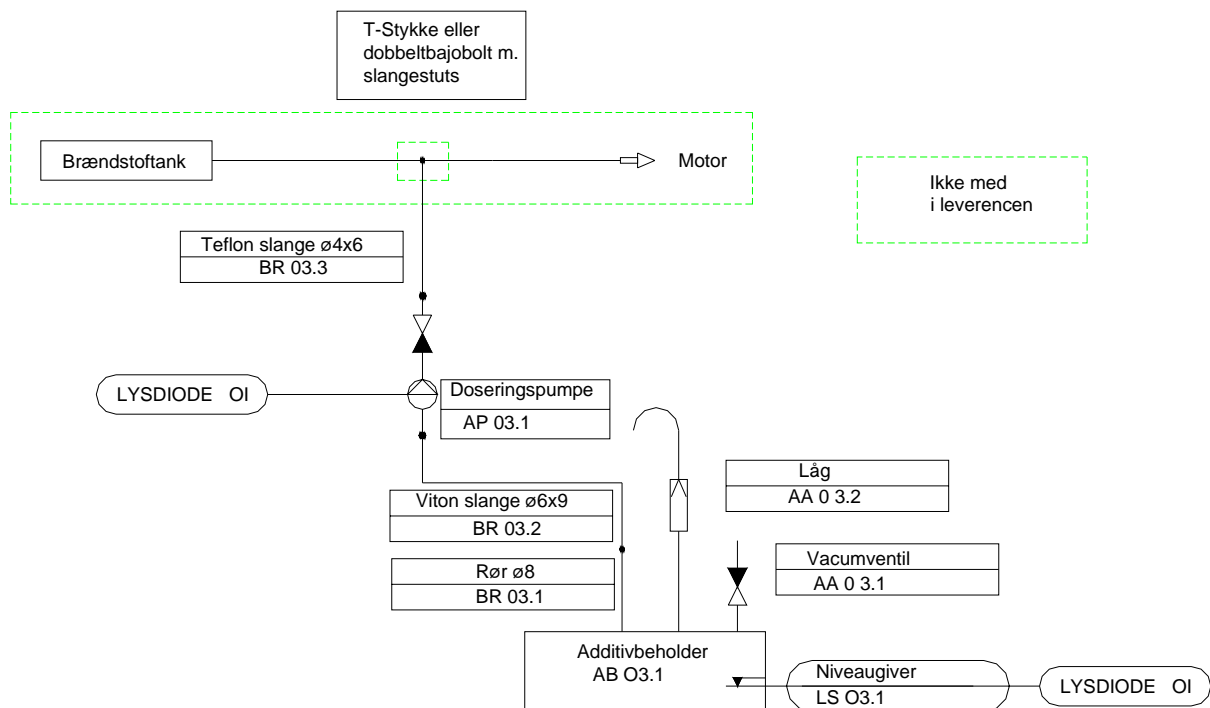 T-Stykke eller
dobbeltbajobolt m.
slangestuts
Brændstoftank
Motor
Ikke med
i leverencen
Teflon slange ø4x6
BR 03.3
LYSDIODE OI
Doseringspumpe
AP 03.1
Låg
AA 0 3.2
Viton slange ø6x9
BR 03.2
Vacumventil
AA 0 3.1
Rør ø8
BR 03.1
Additivbeholder
AB O3.1
Niveaugiver
LS O3.1
LYSDIODE OI